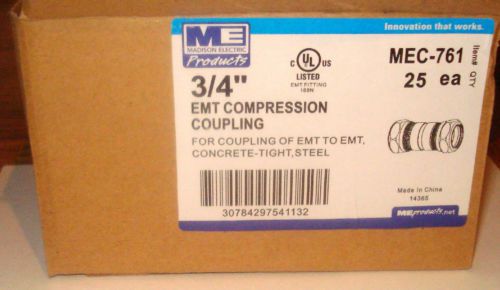 Innovation that works.
ME
MADISON ELECTRIC
Products
C UL US
LISTED
EMT FITTING
169N
MEC-761 Item#
25 ea QTY
3/4"
EMT COMPRESSION
COUPLING
FOR COUPLING OF EMT TO EMT,
CONCRETE-TIGHT,STEEL
Made In China
14365
30784297541132
MEproducts.net